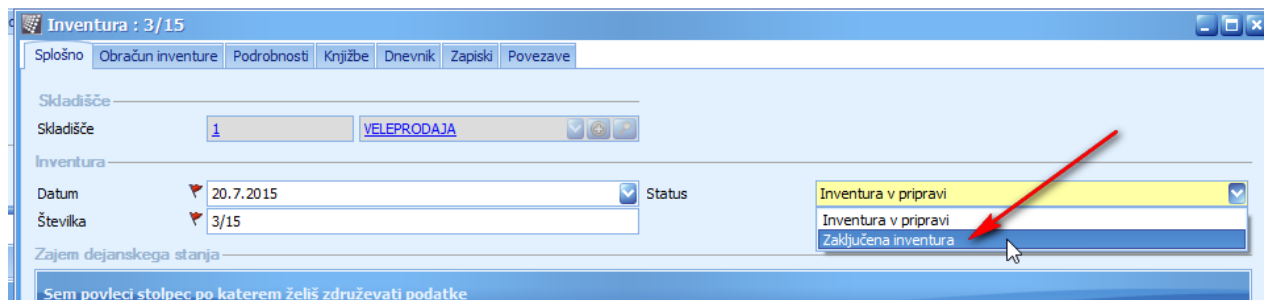 Inventura : 3/15
Splošno Obračun inventure Podrobnosti Knjižbe Dnevnik Zapiski Povezave
Skladišče
Skladišče 1 VELEPRODAJA
Inventura
Datum 20.7.2015 Status Inventura v pripravi
Številka 3/15 Inventura v pripravi
Zaključena inventura
Zajem dejanskega stanja
Sem povleci stolpec po katerem želiš združevati podatke